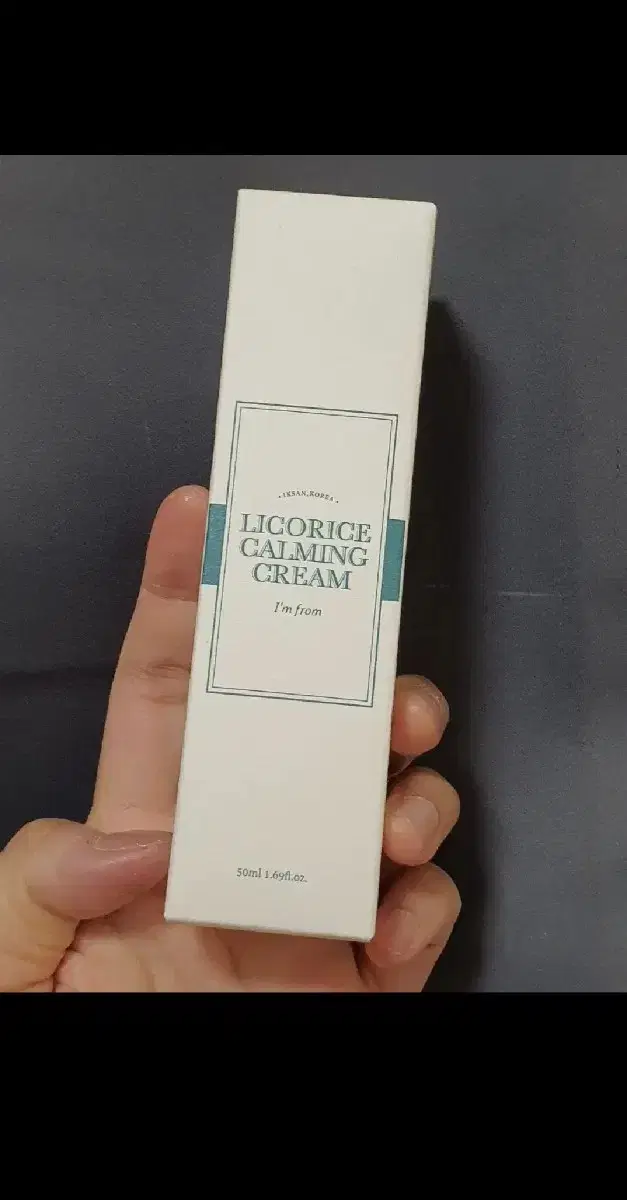 • IKSAN, KOREA •
LICORICE
CALMING
CREAM
I'm from
50ml 1.69fl.oz.